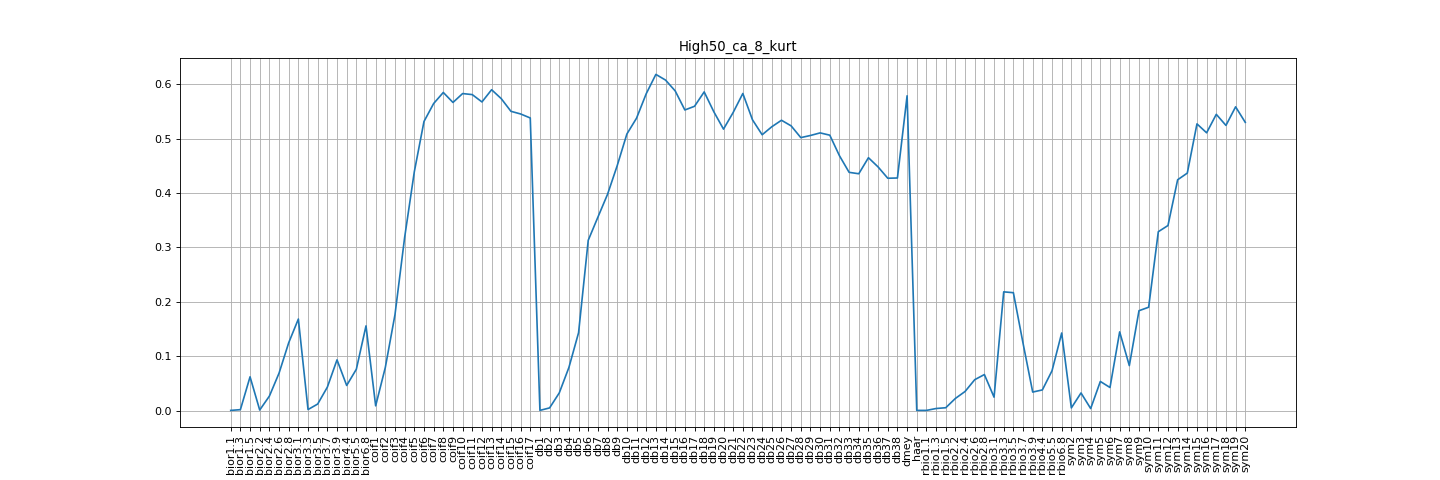 High50_ca_8_kurt
0.6
0.5
0.4
0.3
0.2
0.1
0.0
bior1.1
bior1.3
bior1.5
bior2.2
bior2.4
bior2.6
bior2.8
bior3.1
bior3.3
bior3.5
bior3.7
bior3.9
bior4.4
bior5.5
bior6.8
coif1
coif2
coif3
coif4
coif5
coif6
coif7
coif8
coif9
coif10
coif11
coif12
coif13
coif14
coif15
coif16
coif17
db1
db2
db3
db4
db5
db6
db7
db8
db9
db10
db11
db12
db13
db14
db15
db16
db17
db18
db19
db20
db21
db22
db23
db24
db25
db26
db27
db28
db29
db30
db31
db32
db33
db34
db35
db36
db37
db38
dmey
haar
rbio1.1
rbio1.3
rbio1.5
rbio2.2
rbio2.4
rbio2.6
rbio2.8
rbio3.1
rbio3.3
rbio3.5
rbio3.7
rbio3.9
rbio4.4
rbio5.5
rbio6.8
sym2
sym3
sym4
sym5
sym6
sym7
sym8
sym9
sym10
sym11
sym12
sym13
sym14
sym15
sym16
sym17
sym18
sym19
sym20